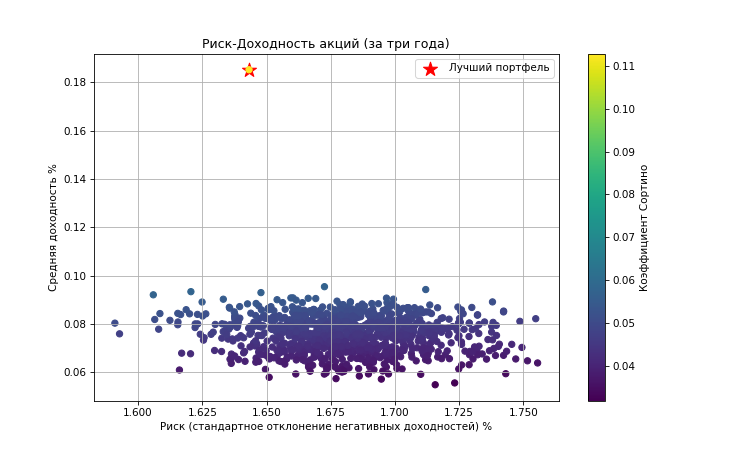 Риск-Доходность акций (за три года)
Лучший портфель
Средняя доходность %
0.18
0.16
0.14
0.12
0.10
0.08
0.06
1.600 1.625 1.650 1.675 1.700 1.725 1.750
Риск (стандартное отклонение негативных доходностей) %
0.11
0.10
0.09
0.08
0.07
0.06
0.05
0.04
Коэффициент Сортино